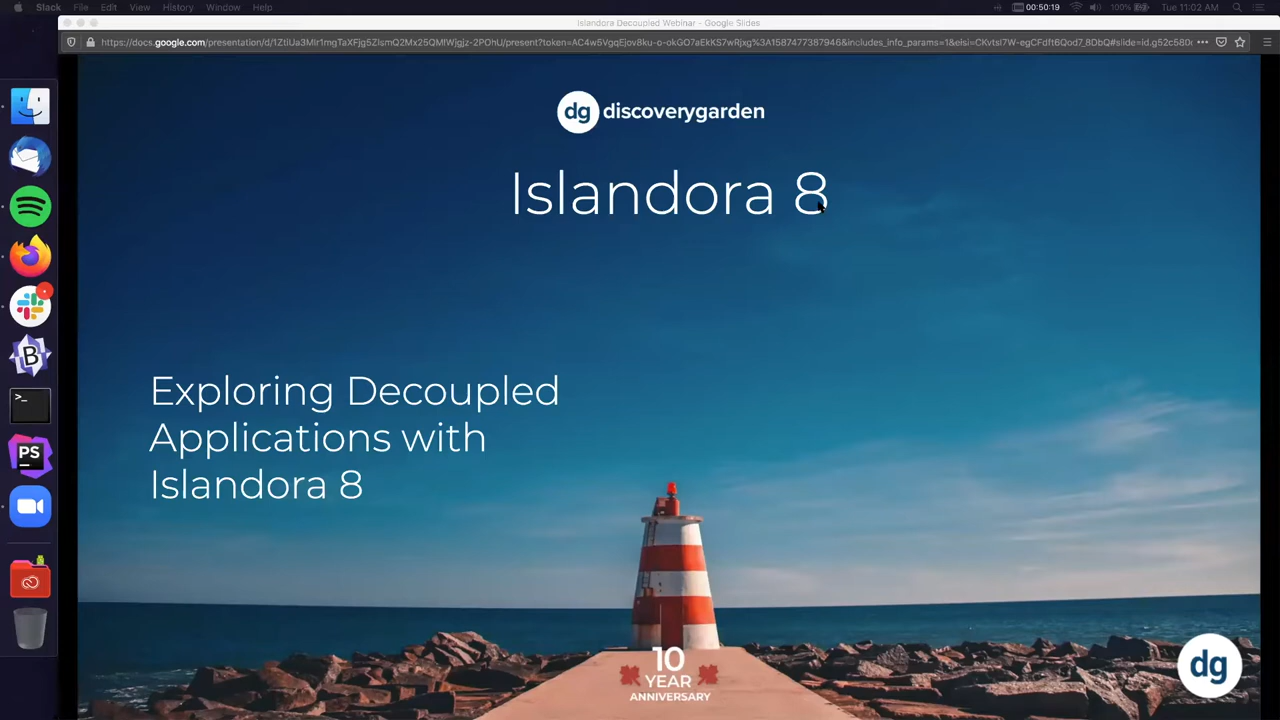 Slack File Edit View History Window Help
00:50:19 100% Tue 11:02 AM
Islandora Decoupled Webinar - Google Slides
dg discoverygarden
Islandora 8
Exploring Decoupled
Applications with
Islandora 8
10
YEAR
ANNIVERSARY
dg
B
>_
PS